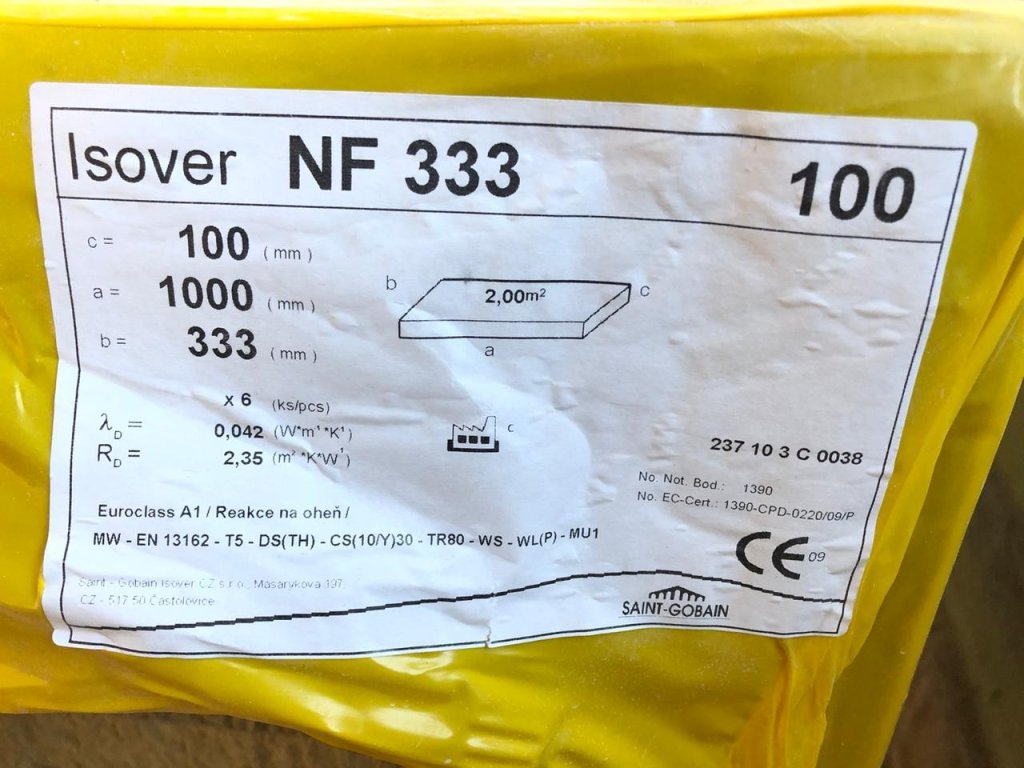 Isover NF 333 100
c = 100 (mm)
a = 1000 (mm)
b = 333 (mm)
b 2,00m² c
a
x 6 (ks/pcs)
λD = 0,042 (W*m⁻¹*K⁻¹)
RD = 2,35 (m²*K*W⁻¹)
c
237 10 3 C 0038
No. Not. Bod.: 1390
No. EC-Cert.: 1390-CPD-0220/09/P
Euroclass A1 / Reakce na oheň /
MW - EN 13162 - T5 - DS(TH) - CS(10/Y)30 - TR80 - WS - WL(P) - MU1
CE 09
Saint - Gobain Isover CZ s.r.o., Masarykova 197
CZ - 517 50 Častolovice
SAINT-GOBAIN